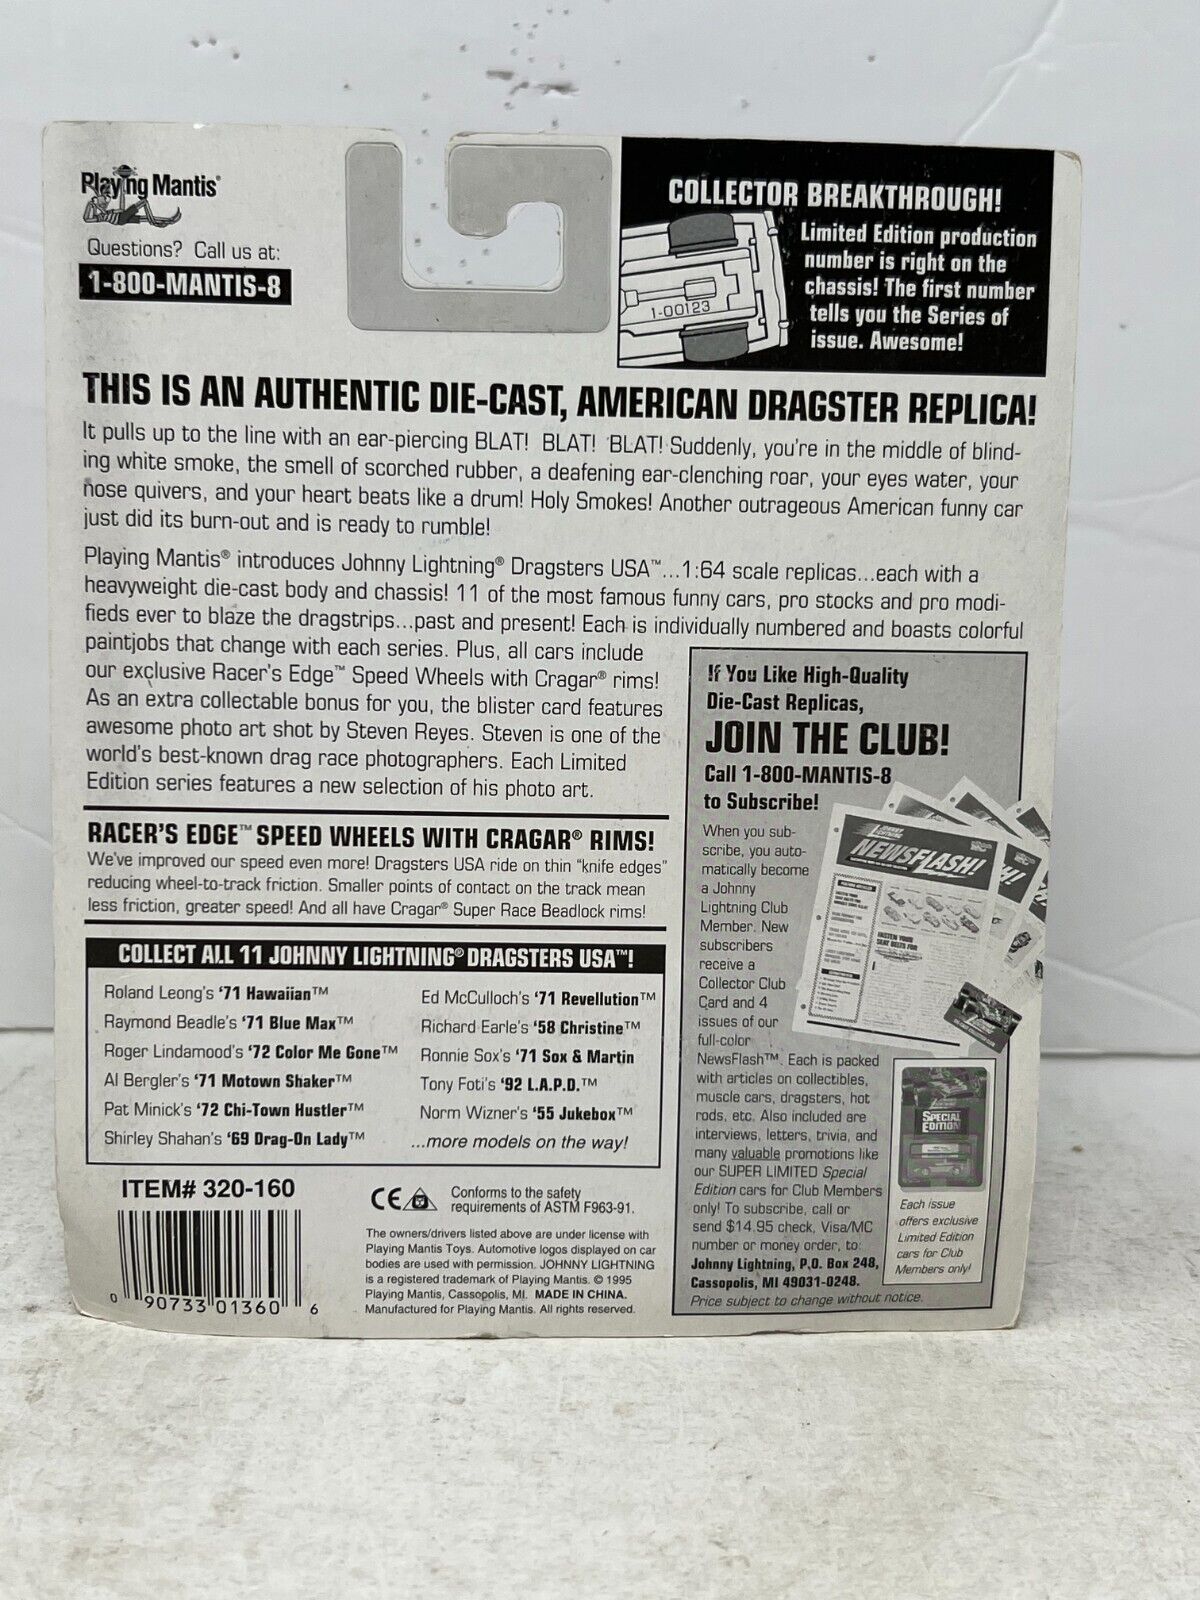 Playing Mantis®
Questions? Call us at:
1-800-MANTIS-8
COLLECTOR BREAKTHROUGH!
Limited Edition production
number is right on the
chassis! The first number
tells you the Series of
issue. Awesome!
1-00123
THIS IS AN AUTHENTIC DIE-CAST, AMERICAN DRAGSTER REPLICA!
It pulls up to the line with an ear-piercing BLAT! BLAT! BLAT! Suddenly, you're in the middle of blind-
ing white smoke, the smell of scorched rubber, a deafening ear-clenching roar, your eyes water, your
nose quivers, and your heart beats like a drum! Holy Smokes! Another outrageous American funny car
just did its burn-out and is ready to rumble!
Playing Mantis® introduces Johnny Lightning® Dragsters USA™...1:64 scale replicas...each with a
heavyweight die-cast body and chassis! 11 of the most famous funny cars, pro stocks and pro modi-
fieds ever to blaze the dragstrips...past and present! Each is individually numbered and boasts colorful
paintjobs that change with each series. Plus, all cars include
our exclusive Racer's Edge™ Speed Wheels with Cragar® rims!
As an extra collectable bonus for you, the blister card features
awesome photo art shot by Steven Reyes. Steven is one of the
world's best-known drag race photographers. Each Limited
Edition series features a new selection of his photo art.
RACER'S EDGE™ SPEED WHEELS WITH CRAGAR® RIMS!
We've improved our speed even more! Dragsters USA ride on thin "knife edges"
reducing wheel-to-track friction. Smaller points of contact on the track mean
less friction, greater speed! And all have Cragar® Super Race Beadlock rims!
COLLECT ALL 11 JOHNNY LIGHTNING® DRAGSTERS USA™!
Roland Leong's '71 Hawaiian™
Raymond Beadle's '71 Blue Max™
Roger Lindamood's '72 Color Me Gone™
Al Bergler's '71 Motown Shaker™
Pat Minick's '72 Chi-Town Hustler™
Shirley Shahan's '69 Drag-On Lady™
Ed McCulloch's '71 Revellution™
Richard Earle's '58 Christine™
Ronnie Sox's '71 Sox & Martin
Tony Foti's '92 L.A.P.D.™
Norm Wizner's '55 Jukebox™
...more models on the way!
ITEM# 320-160
0 90733 01360 6
CE
Conforms to the safety
requirements of ASTM F963-91.
The owners/drivers listed above are under license with
Playing Mantis Toys. Automotive logos displayed on car
bodies are used with permission. JOHNNY LIGHTNING
is a registered trademark of Playing Mantis. © 1995
Playing Mantis, Cassopolis, MI. MADE IN CHINA.
Manufactured for Playing Mantis. All rights reserved.
If You Like High-Quality
Die-Cast Replicas,
JOIN THE CLUB!
Call 1-800-MANTIS-8
to Subscribe!
When you sub-
scribe, you auto-
matically become
a Johnny
Lightning Club
Member. New
subscribers
receive a
Collector Club
Card and 4
issues of our
full-color
NewsFlash™. Each is packed
with articles on collectibles,
muscle cars, dragsters, hot
rods, etc. Also included are
interviews, letters, trivia, and
many valuable promotions like
our SUPER LIMITED Special
Edition cars for Club Members
only! To subscribe, call or
send $14.95 check, Visa/MC
number or money order, to:
Johnny Lightning, P.O. Box 248,
Cassopolis, MI 49031-0248.
Price subject to change without notice.
JOHNNY LIGHTNING
NEWSFLASH!
FASTEN YOUR
SEAT BELTS FOR
SPECIAL
EDITION
Each issue
offers exclusive
Limited Edition
cars for Club
Members only!